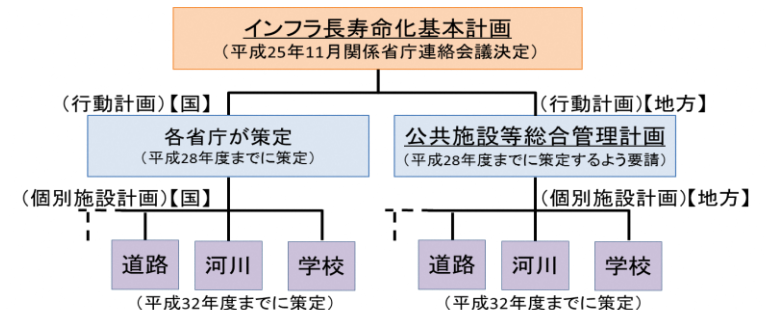 インフラ長寿命化基本計画
(平成25年11月関係省庁連絡会議決定)
(行動計画)【国】
(行動計画)【地方】
各省庁が策定
(平成28年度までに策定)
公共施設等総合管理計画
(平成28年度までに策定するよう要請)
(個別施設計画)【国】
(個別施設計画)【地方】
道路
河川
学校
道路
河川
学校
(平成32年度までに策定)
(平成32年度までに策定)